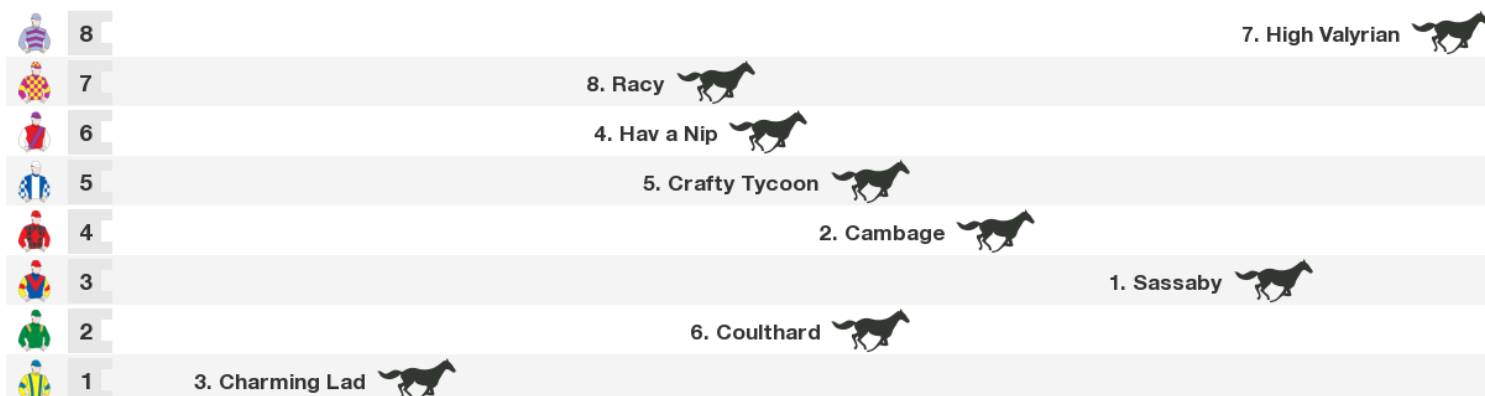 8 7. High Valyrian
7 8. Racy
6 4. Hav a Nip
5 5. Crafty Tycoon
4 2. Cambage
3 1. Sassaby
2 6. Coulthard
1 3. Charming Lad